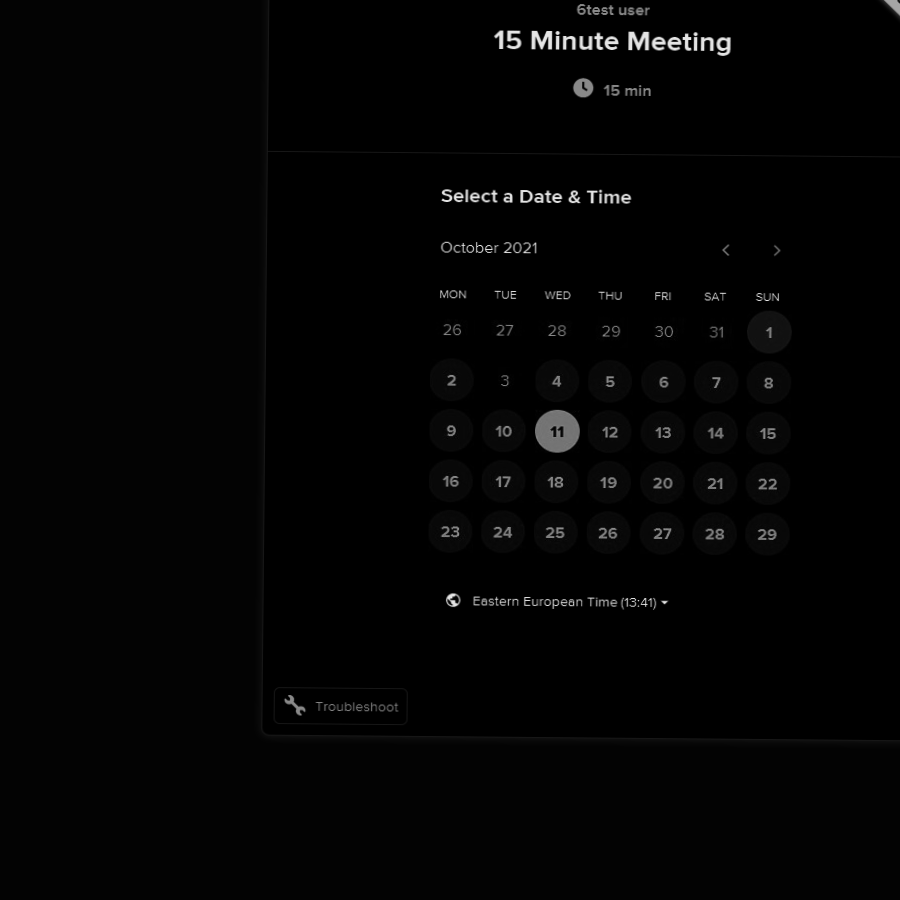 6test user
15 Minute Meeting
15 min
Select a Date & Time
October 2021
MON TUE WED THU FRI SAT SUN
26 27 28 29 30 31 1
2 3 4 5 6 7 8
9 10 11 12 13 14 15
16 17 18 19 20 21 22
23 24 25 26 27 28 29
Eastern European Time (13:41)
Troubleshoot